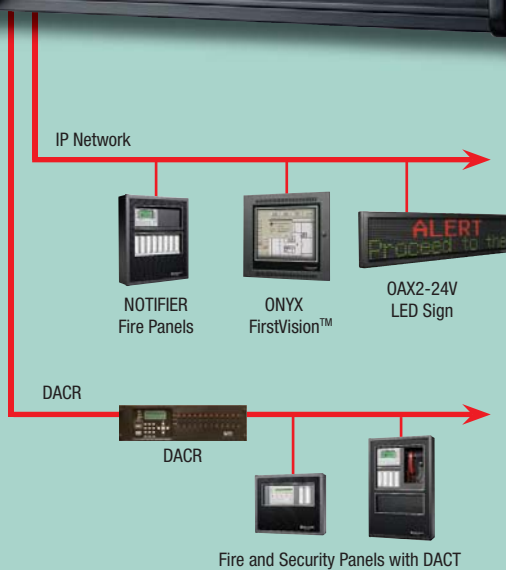 IP Network
ALERT
Proceed to the
NOTIFIER
Fire Panels
ONYX
FirstVision™
OAX2-24V
LED Sign
DACR
DACR
Fire and Security Panels with DACT